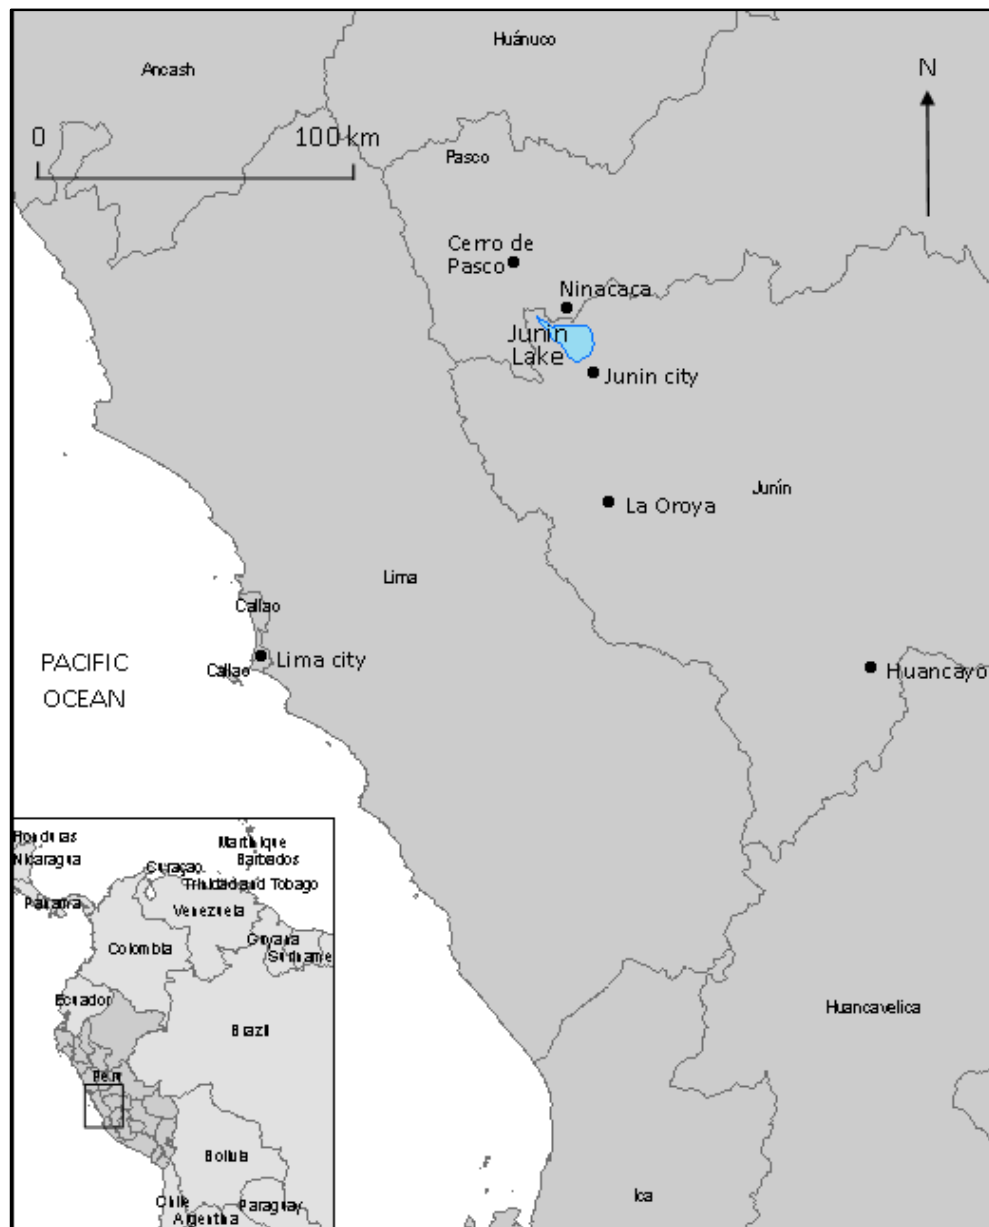 Huánuco
Ancash
N
0
100 km
Pasco
Cerro de
Pasco
Ninacaca
Junin
Lake
Junin city
Junín
La Oroya
Lima
Callao
Lima city
Callao
PACIFIC
OCEAN
Huancayo
Huancavelica
Ica
Honduras
Nicaragua
Martinique
Barbados
Curaçao
Trinidad and Tobago
Panama
Venezuela
Guyana
Suriname
Colombia
Ecuador
Brazil
Peru
Bolivia
Chile
Paraguay
Argentina